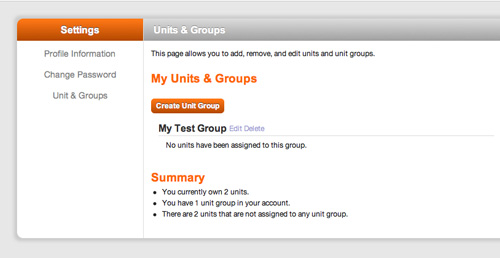 Settings
Units & Groups
Profile Information
Change Password
Unit & Groups
This page allows you to add, remove, and edit units and unit groups.
My Units & Groups
Create Unit Group
My Test Group Edit Delete
No units have been assigned to this group.
Summary
• You currently own 2 units.
• You have 1 unit group in your account.
• There are 2 units that are not assigned to any unit group.